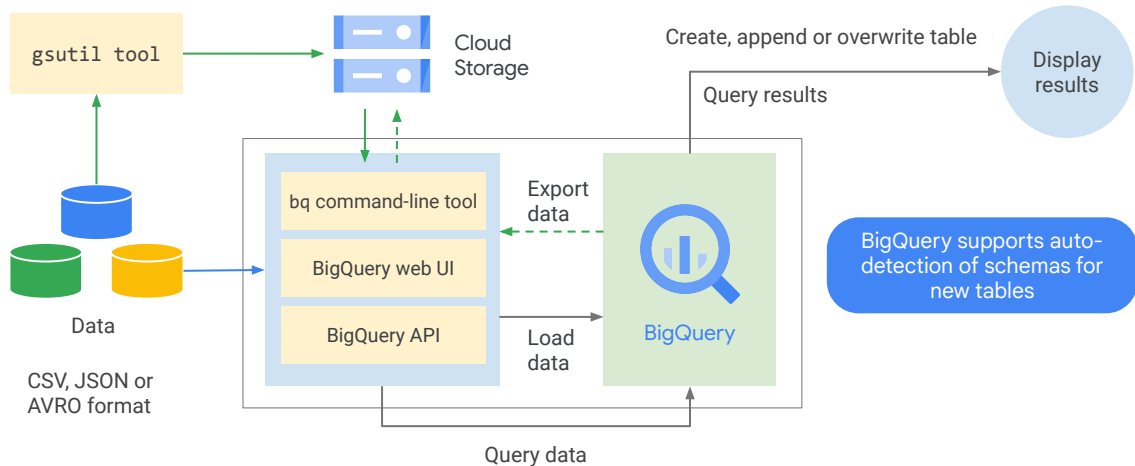 gsutil tool
Cloud
Storage
Create, append or overwrite table
Query results
Display
results
bq command-line tool
BigQuery web UI
BigQuery API
Export
data
Load
data
BigQuery
BigQuery supports auto-
detection of schemas for
new tables
Data
CSV, JSON or
AVRO format
Query data